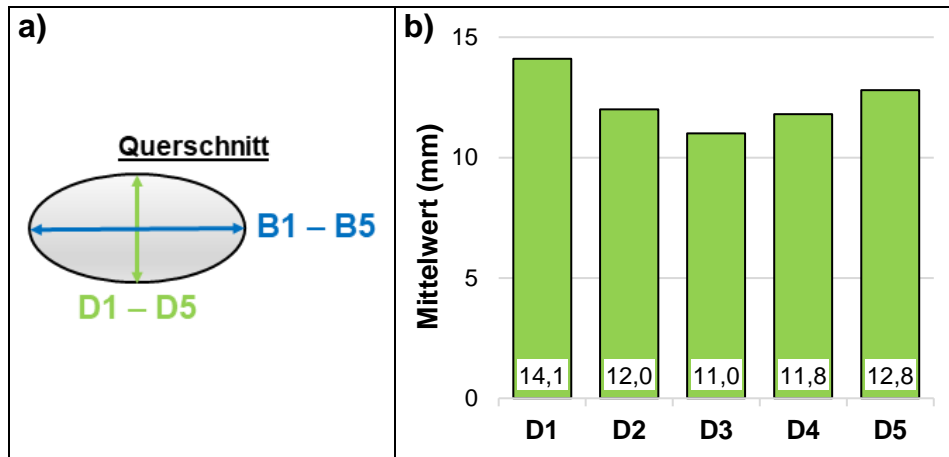 a)
Querschnitt
B1 – B5
D1 – D5
b)
Mittelwert (mm)
15
10
5
0
14,1
12,0
11,0
11,8
12,8
D1
D2
D3
D4
D5